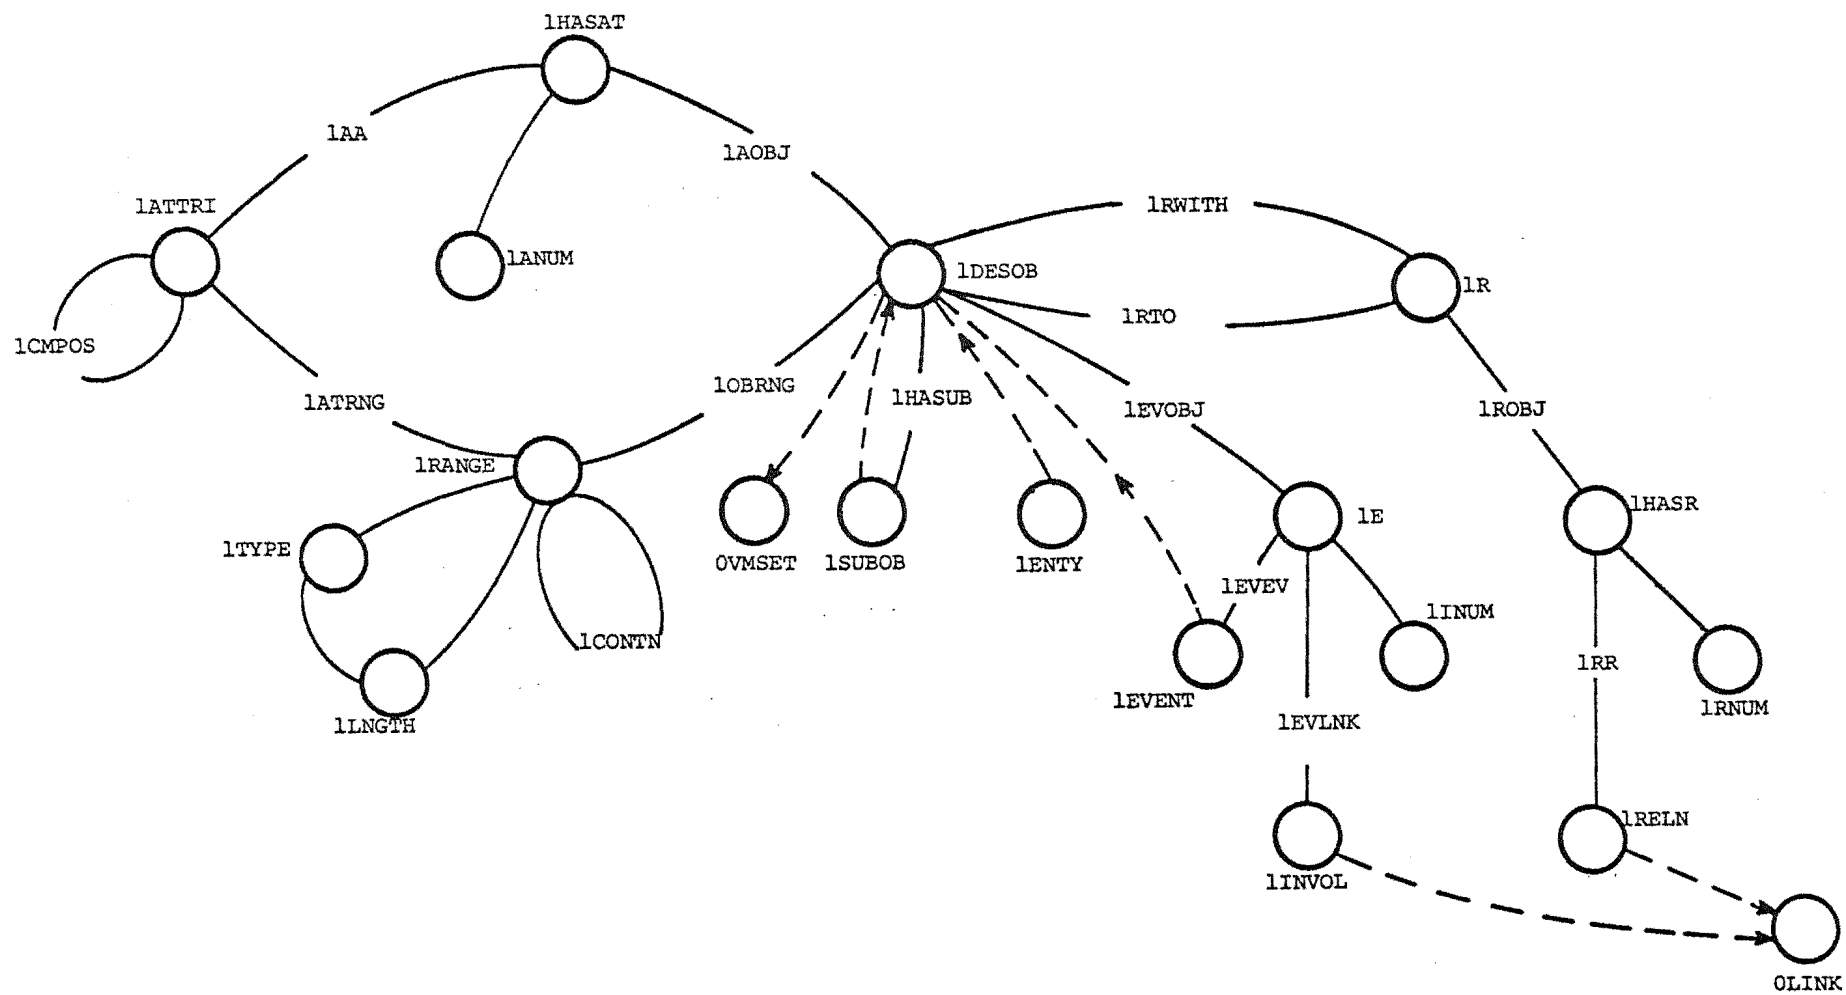 1HASAT
1AA
1AOBJ
1ATTRI
1RWITH
1ANUM
1DESOB
1R
1RTO
1CMPOS
1OBRNG
1HASUB
1ATRNG
1EVOBJ
1ROBJ
1RANGE
1HASR
1E
1TYPE
0VMSET
1SUBOB
1ENTY
1EVEV
1INUM
1CONTN
1RR
1EVENT
1RNUM
1LNGTH
1EVLNK
1RELN
1INVOL
0LINK